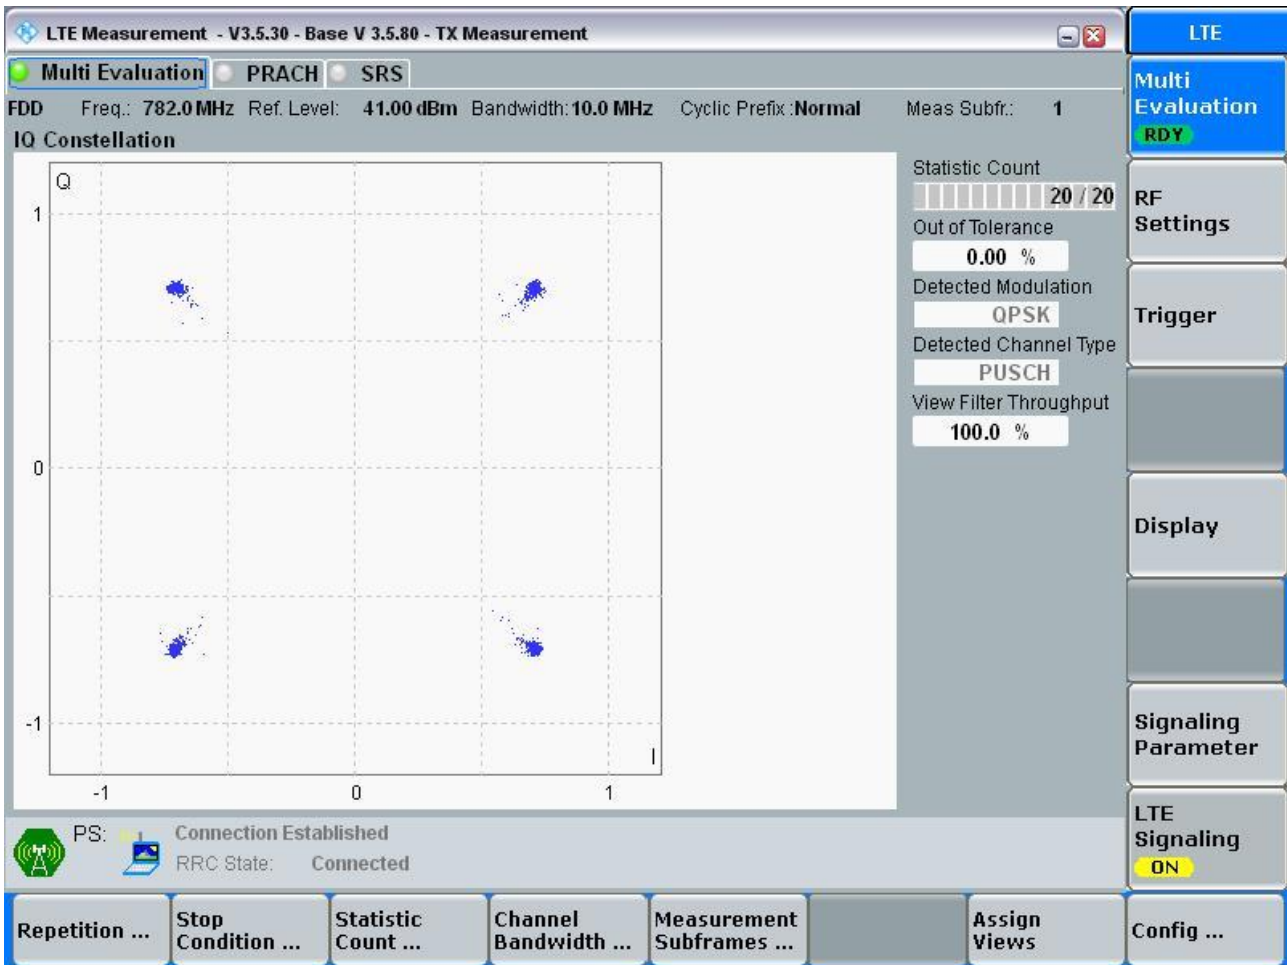 LTE Measurement - V3.5.30 - Base V 3.5.80 - TX Measurement
LTE
Multi Evaluation PRACH SRS
FDD Freq.: 782.0 MHz Ref. Level: 41.00 dBm Bandwidth: 10.0 MHz Cyclic Prefix : Normal Meas Subfr.: 1
IQ Constellation
Q
1
0
-1
-1 0 1
I
Statistic Count
20 / 20
Out of Tolerance
0.00 %
Detected Modulation
QPSK
Detected Channel Type
PUSCH
View Filter Throughput
100.0 %
Multi
Evaluation
RDY
RF
Settings
Trigger
Display
Signaling
Parameter
LTE
Signaling
ON
PS: Connection Established
RRC State: Connected
Repetition ...
Stop
Condition ...
Statistic
Count ...
Channel
Bandwidth ...
Measurement
Subframes ...
Assign
Views
Config ...